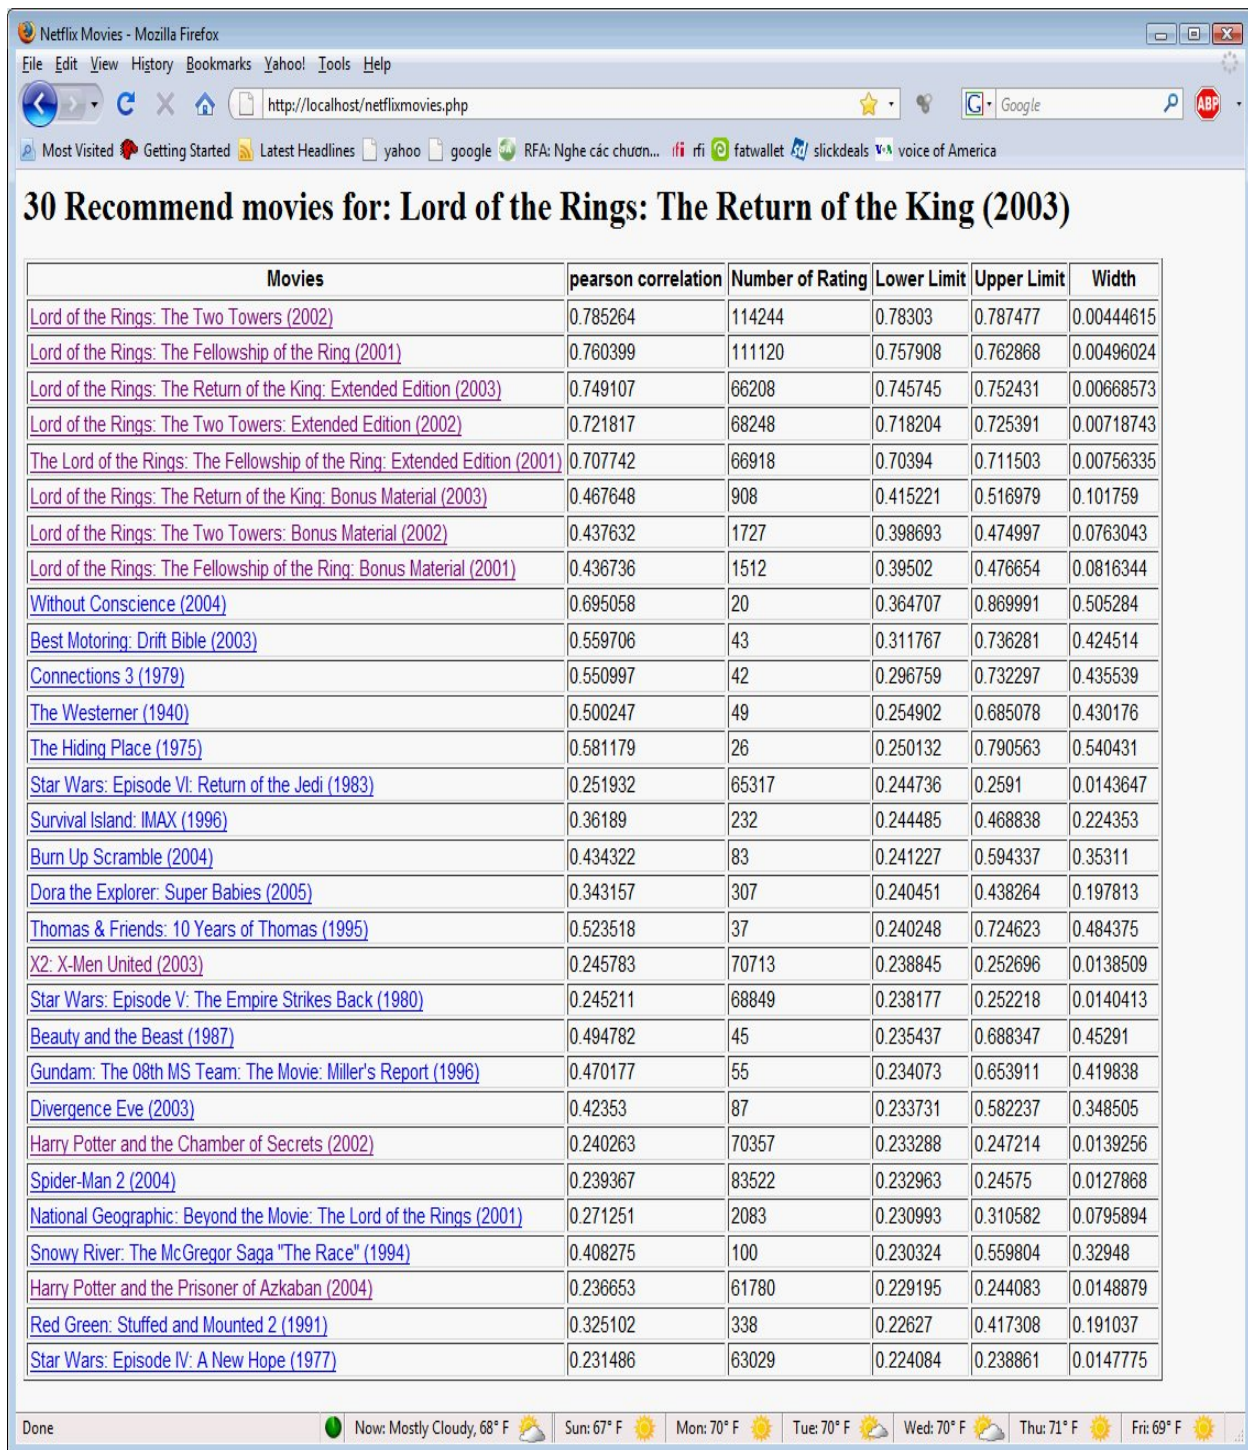 Netflix Movies - Mozilla Firefox
File Edit View History Bookmarks Yahoo! Tools Help
http://localhost/netflixmovies.php G Google ABP
Most Visited Getting Started Latest Headlines yahoo google RFA: Nghe các chươn... rfi rfi fatwallet sd/ slickdeals VOA voice of America
30 Recommend movies for: Lord of the Rings: The Return of the King (2003)
Movies pearson correlation Number of Rating Lower Limit Upper Limit Width
Lord of the Rings: The Two Towers (2002) 0.785264 114244 0.78303 0.787477 0.00444615
Lord of the Rings: The Fellowship of the Ring (2001) 0.760399 111120 0.757908 0.762868 0.00496024
Lord of the Rings: The Return of the King: Extended Edition (2003) 0.749107 66208 0.745745 0.752431 0.00668573
Lord of the Rings: The Two Towers: Extended Edition (2002) 0.721817 68248 0.718204 0.725391 0.00718743
The Lord of the Rings: The Fellowship of the Ring: Extended Edition (2001) 0.707742 66918 0.70394 0.711503 0.00756335
Lord of the Rings: The Return of the King: Bonus Material (2003) 0.467648 908 0.415221 0.516979 0.101759
Lord of the Rings: The Two Towers: Bonus Material (2002) 0.437632 1727 0.398693 0.474997 0.0763043
Lord of the Rings: The Fellowship of the Ring: Bonus Material (2001) 0.436736 1512 0.39502 0.476654 0.0816344
Without Conscience (2004) 0.695058 20 0.364707 0.869991 0.505284
Best Motoring: Drift Bible (2003) 0.559706 43 0.311767 0.736281 0.424514
Connections 3 (1979) 0.550997 42 0.296759 0.732297 0.435539
The Westerner (1940) 0.500247 49 0.254902 0.685078 0.430176
The Hiding Place (1975) 0.581179 26 0.250132 0.790563 0.540431
Star Wars: Episode VI: Return of the Jedi (1983) 0.251932 65317 0.244736 0.2591 0.0143647
Survival Island: IMAX (1996) 0.36189 232 0.244485 0.468838 0.224353
Burn Up Scramble (2004) 0.434322 83 0.241227 0.594337 0.35311
Dora the Explorer: Super Babies (2005) 0.343157 307 0.240451 0.438264 0.197813
Thomas & Friends: 10 Years of Thomas (1995) 0.523518 37 0.240248 0.724623 0.484375
X2: X-Men United (2003) 0.245783 70713 0.238845 0.252696 0.0138509
Star Wars: Episode V: The Empire Strikes Back (1980) 0.245211 68849 0.238177 0.252218 0.0140413
Beauty and the Beast (1987) 0.494782 45 0.235437 0.688347 0.45291
Gundam: The 08th MS Team: The Movie: Miller's Report (1996) 0.470177 55 0.234073 0.653911 0.419838
Divergence Eve (2003) 0.42353 87 0.233731 0.582237 0.348505
Harry Potter and the Chamber of Secrets (2002) 0.240263 70357 0.233288 0.247214 0.0139256
Spider-Man 2 (2004) 0.239367 83522 0.232963 0.24575 0.0127868
National Geographic: Beyond the Movie: The Lord of the Rings (2001) 0.271251 2083 0.230993 0.310582 0.0795894
Snowy River: The McGregor Saga "The Race" (1994) 0.408275 100 0.230324 0.559804 0.32948
Harry Potter and the Prisoner of Azkaban (2004) 0.236653 61780 0.229195 0.244083 0.0148879
Red Green: Stuffed and Mounted 2 (1991) 0.325102 338 0.22627 0.417308 0.191037
Star Wars: Episode IV: A New Hope (1977) 0.231486 63029 0.224084 0.238861 0.0147775
Done Now: Mostly Cloudy, 68° F Sun: 67° F Mon: 70° F Tue: 70° F Wed: 70° F Thu: 71° F Fri: 69° F